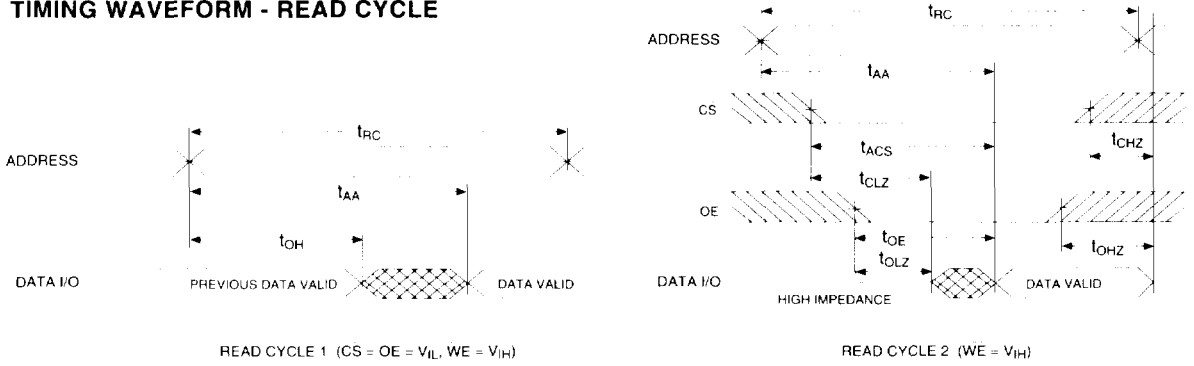 TIMING WAVEFORM - READ CYCLE
tRC
ADDRESS
tAA
tOH
DATA I/O
PREVIOUS DATA VALID
DATA VALID
READ CYCLE 1 (CS = OE = VIL, WE = VIH)
tRC
ADDRESS
tAA
CS
tACS
tCHZ
tCLZ
OE
tOE
tOHZ
tOLZ
DATA I/O
HIGH IMPEDANCE
DATA VALID
READ CYCLE 2 (WE = VIH)